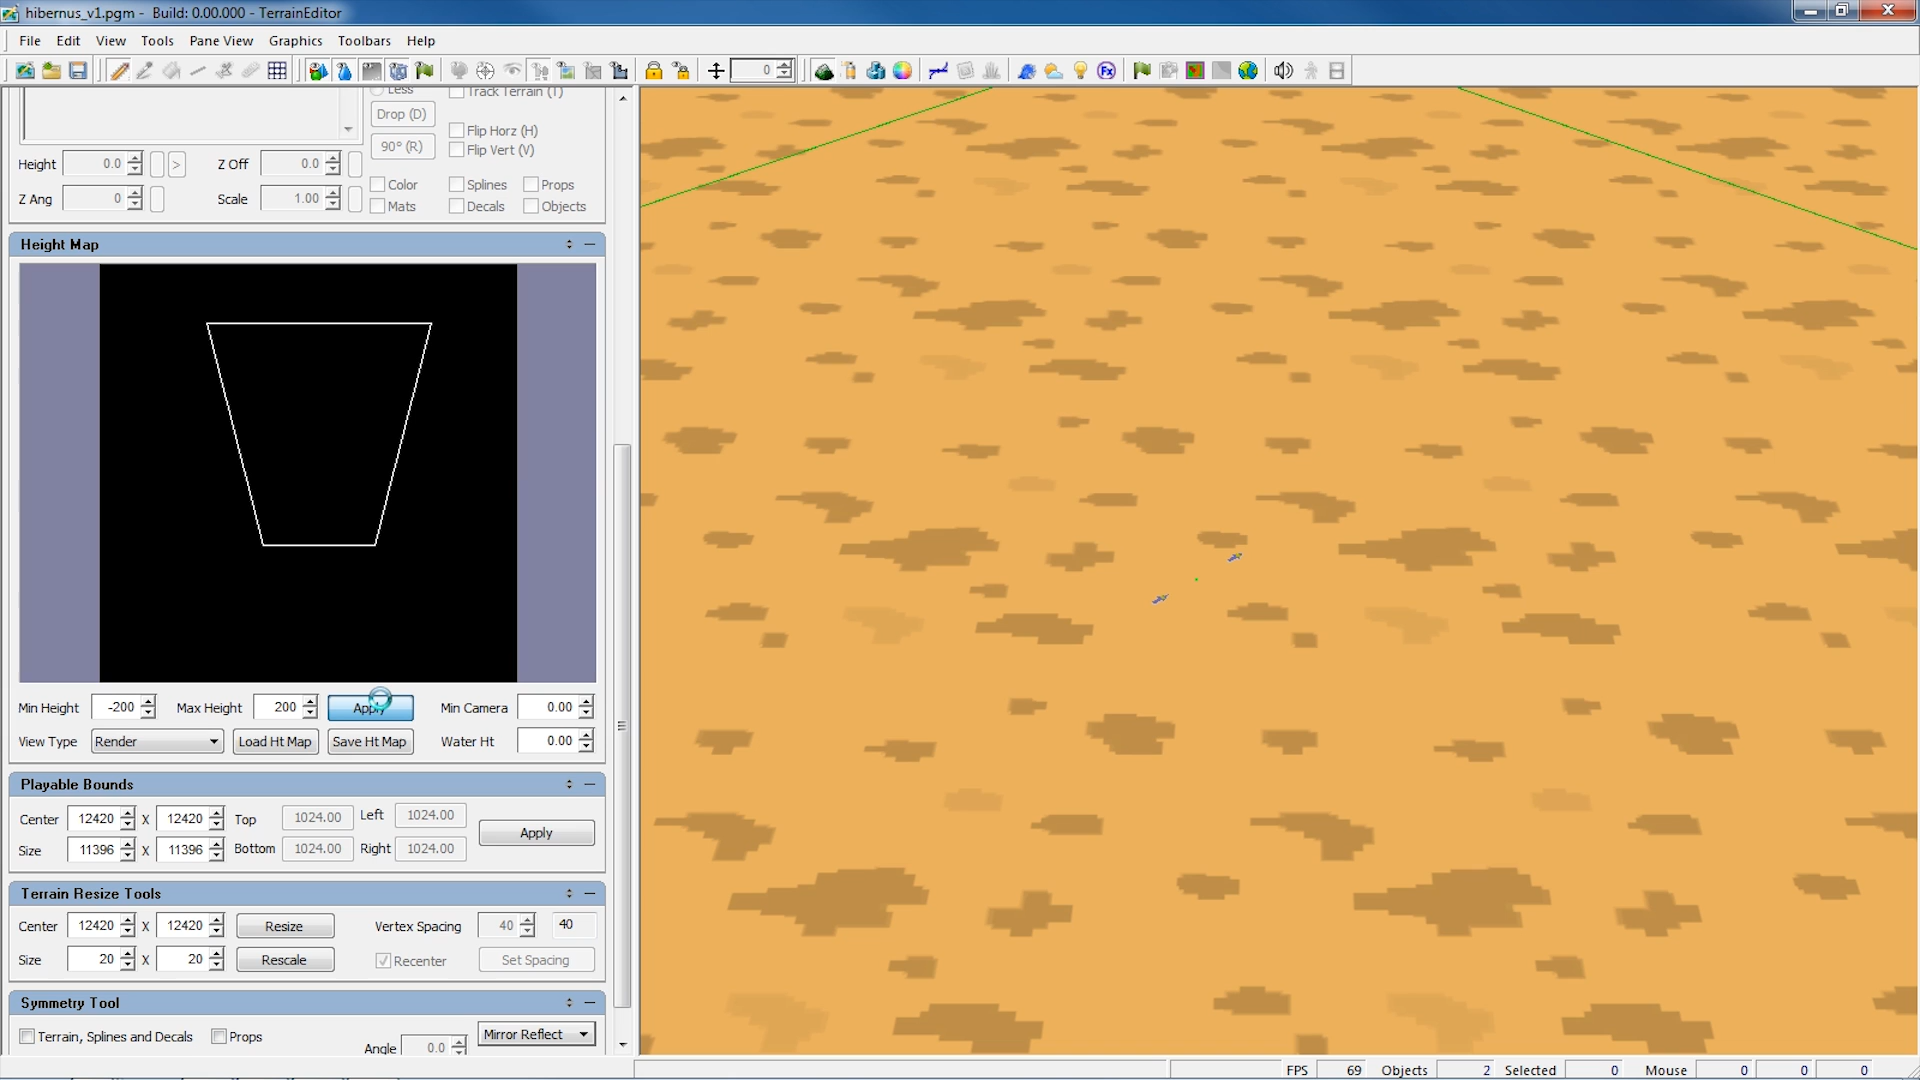 hibernus_v1.pgm - Build: 0.00.000 - TerrainEditor
File Edit View Tools Pane View Graphics Toolbars Help
0
Less
Track Terrain (T)
Drop (D)
Flip Horz (H)
90° (R)
Flip Vert (V)
Height 0.0 > Z Off 0.0
Color Splines Props
Z Ang 0 Scale 1.00
Mats Decals Objects
Height Map
Min Height -200 Max Height 200 Apply Min Camera 0.00
View Type Render Load Ht Map Save Ht Map Water Ht 0.00
Playable Bounds
Center 12420 X 12420 Top 1024.00 Left 1024.00
Apply
Size 11396 X 11396 Bottom 1024.00 Right 1024.00
Terrain Resize Tools
Center 12420 X 12420 Resize Vertex Spacing 40 40
Size 20 X 20 Rescale Recenter Set Spacing
Symmetry Tool
Terrain, Splines and Decals Props Mirror Reflect
Angle 0.0
FPS 69 Objects 2 Selected 0 Mouse 0 0 0